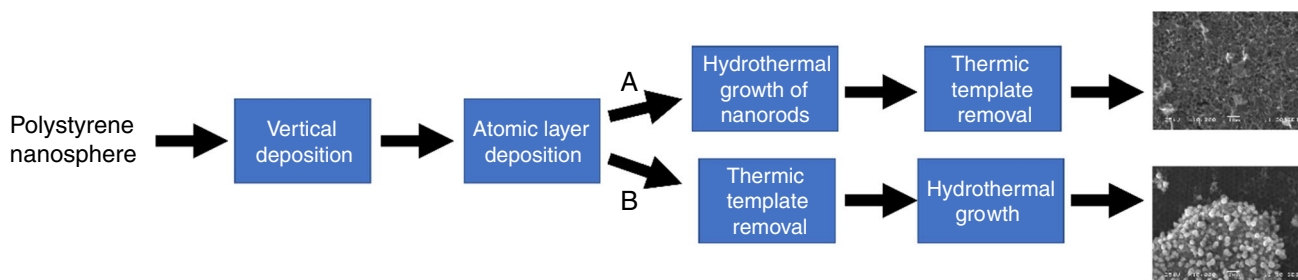 Polystyrene
nanosphere
Vertical
deposition
Atomic layer
deposition
A
Hydrothermal
growth of
nanorods
Thermic
template
removal
B
Thermic
template
removal
Hydrothermal
growth